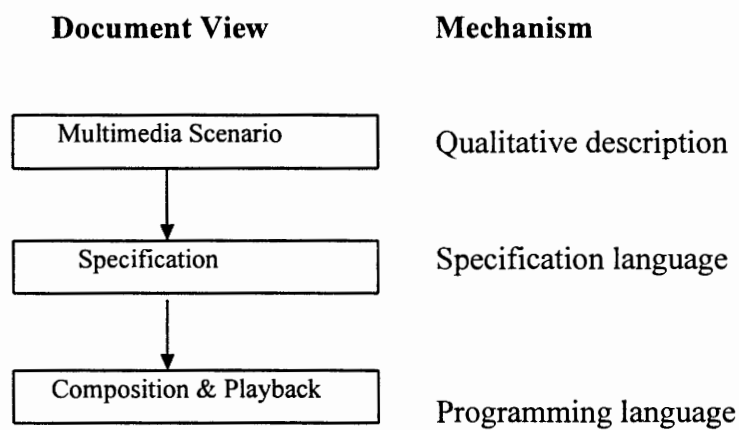 Document View Mechanism
Multimedia Scenario Qualitative description
Specification Specification language
Composition & Playback
Programming language